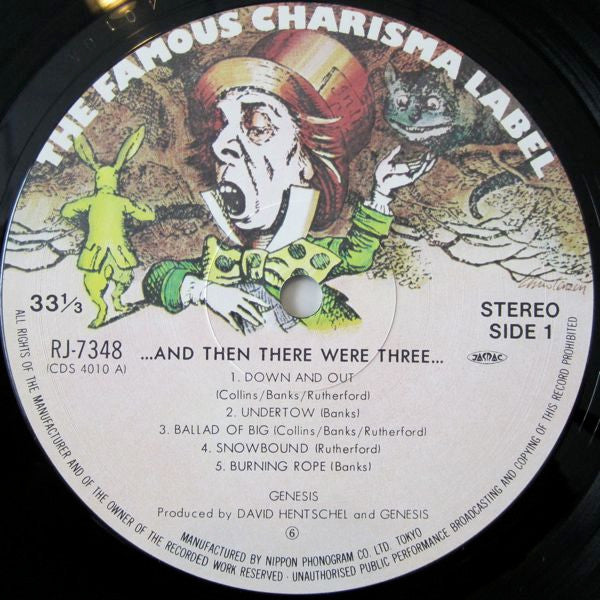 THE FAMOUS CHARISMA LABEL
33 1/3
STEREO
SIDE 1
RJ-7348
(CDS 4010 A)
...AND THEN THERE WERE THREE...
JASRAC
1. DOWN AND OUT
(Collins/Banks/Rutherford)
2. UNDERTOW (Banks)
3. BALLAD OF BIG (Collins/Banks/Rutherford)
4. SNOWBOUND (Rutherford)
5. BURNING ROPE (Banks)
GENESIS
Produced by DAVID HENTSCHEL and GENESIS
⑥
MANUFACTURED BY NIPPON PHONOGRAM CO. LTD. TOKYO
ALL RIGHTS OF THE MANUFACTURER AND OF THE OWNER OF THE RECORDED WORK RESERVED · UNAUTHORISED PUBLIC PERFORMANCE BROADCASTING AND COPYING OF THIS RECORD PROHIBITED